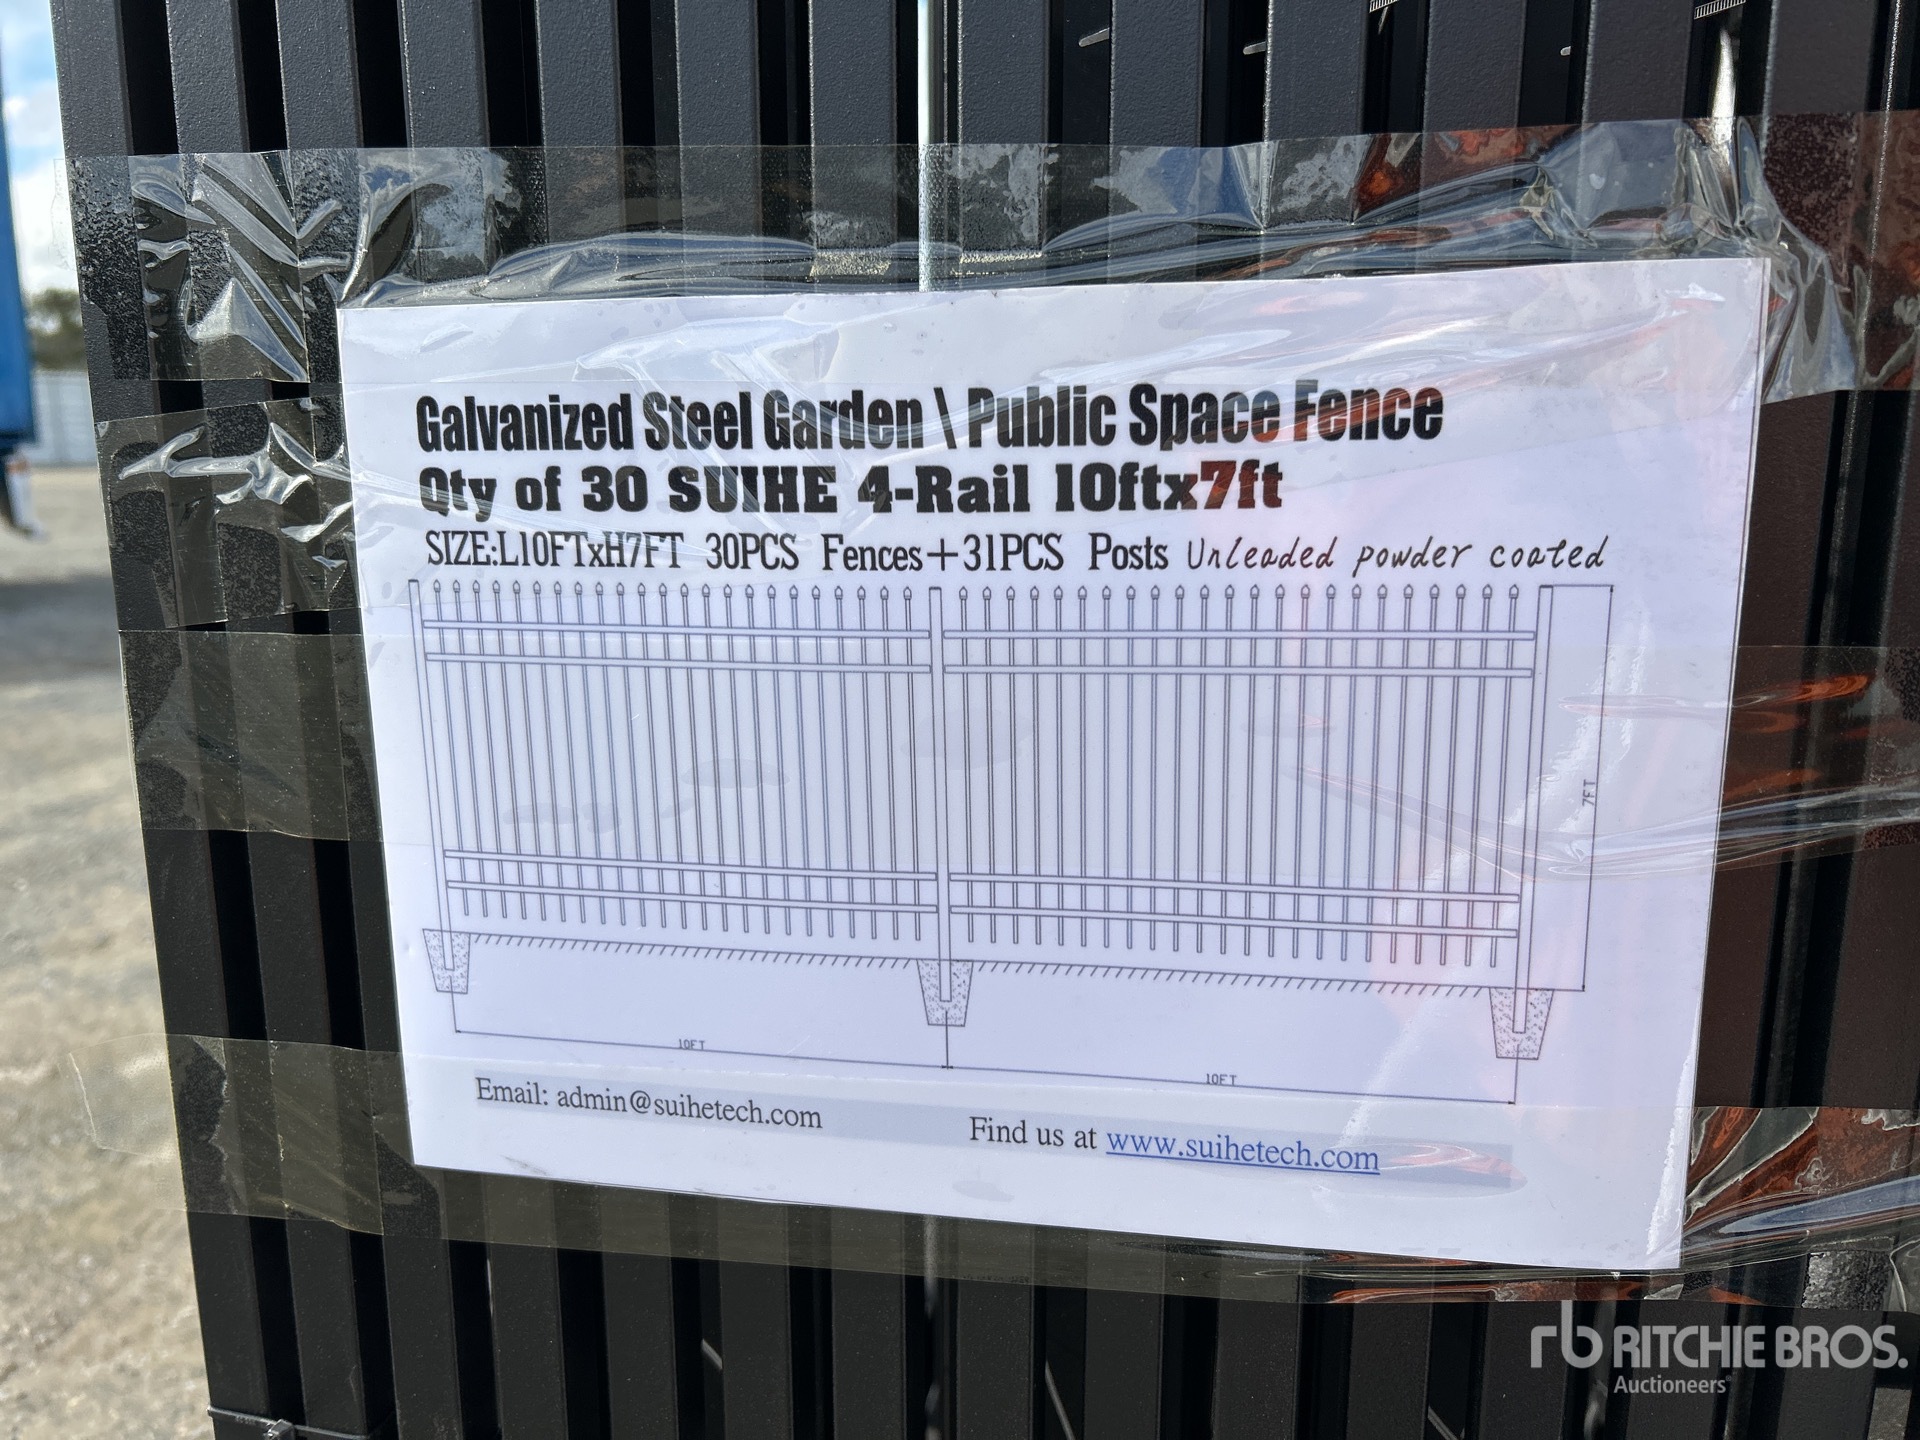 Galvanized Steel Garden \ Public Space Fence
Qty of 30 SUIHE 4-Rail 10ftx7ft
SIZE:L10FTxH7FT 30PCS Fences+31PCS Posts Unleaded powder coated
7FT
10FT
10FT
Email: admin@suihetech.com
Find us at www.suihetech.com
rb RITCHIE BROS.
Auctioneers